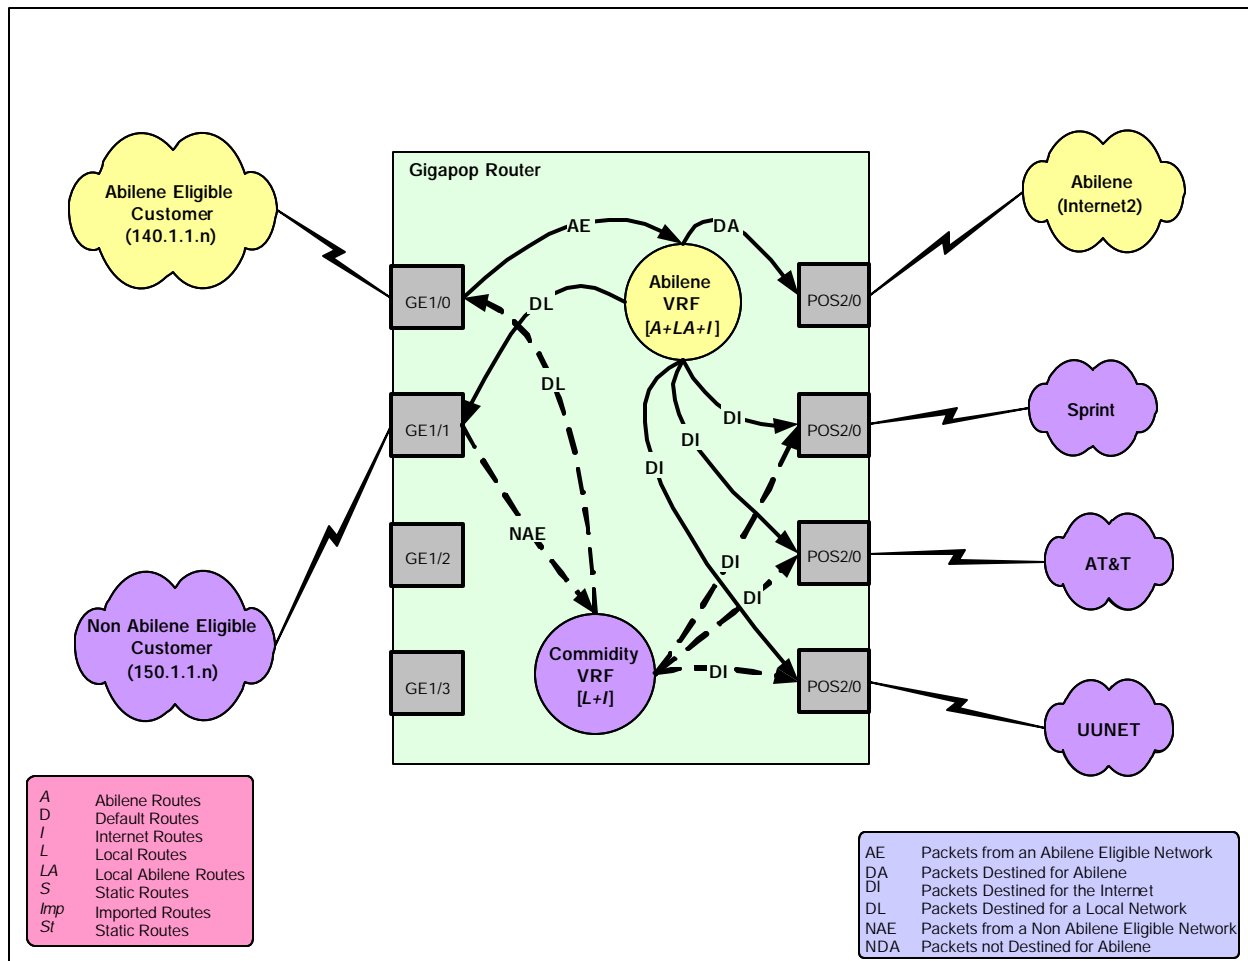 Gigapop Router
Abilene Eligible
Customer
(140.1.1.n)
Abilene
(Internet2)
AE
DA
Abilene
VRF
[A+LA+I]
GE1/0
POS2/0
DL
DL
Sprint
GE1/1
POS2/0
DI
DI
DI
NAE
GE1/2
POS2/0
AT&T
DI
DI
Non Abilene Eligible
Customer
(150.1.1.n)
Commidity
VRF
[L+I]
GE1/3
DI
POS2/0
UUNET
A Abilene Routes
D Default Routes
I Internet Routes
L Local Routes
LA Local Abilene Routes
S Static Routes
Imp Imported Routes
St Static Routes
AE Packets from an Abilene Eligible Network
DA Packets Destined for Abilene
DI Packets Destined for the Internet
DL Packets Destined for a Local Network
NAE Packets from a Non Abilene Eligible Network
NDA Packets not Destined for Abilene